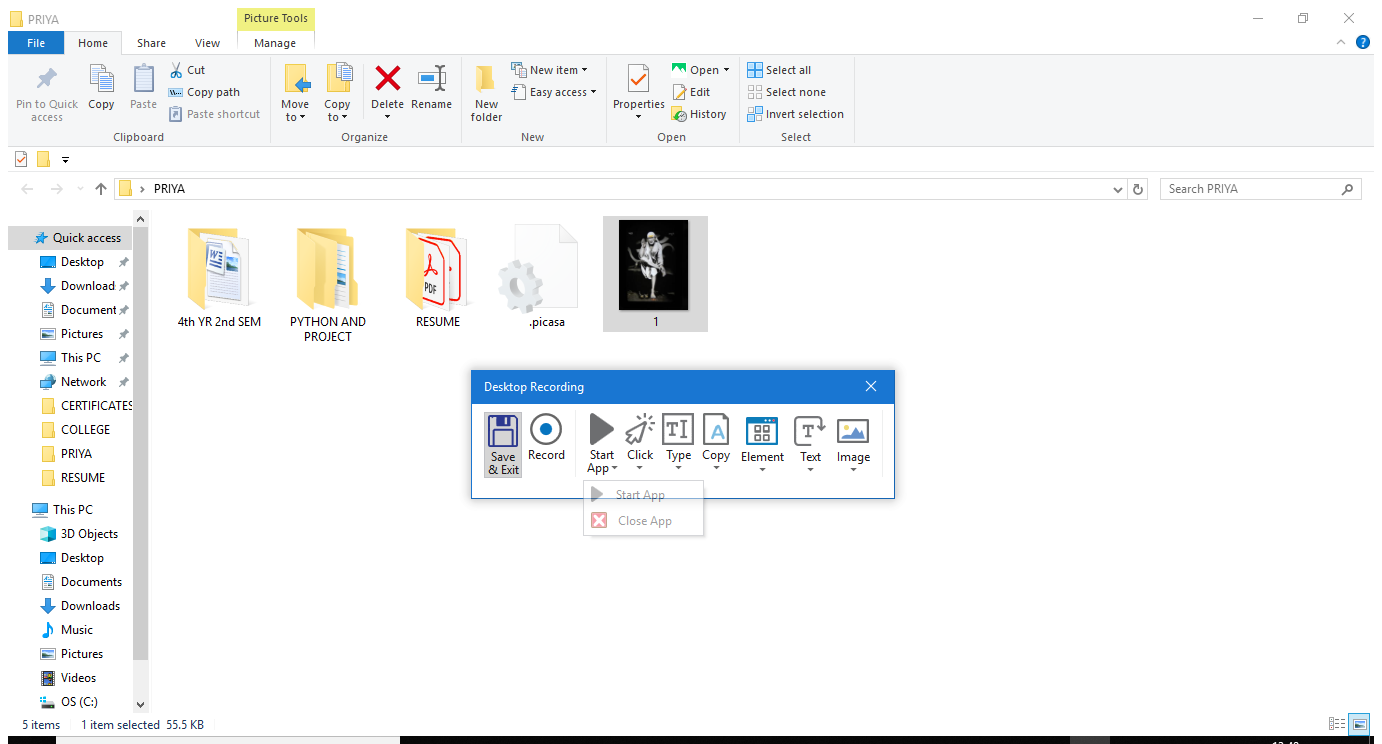 PRIYA
Picture Tools
File
Home
Share
View
Manage
Pin to Quick
access
Copy
Paste
Cut
Copy path
Paste shortcut
Clipboard
Move
to
Copy
to
Delete
Rename
Organize
New
folder
New item
Easy access
New
Properties
Open
Edit
History
Open
Select all
Select none
Invert selection
Select
PRIYA
Search PRIYA
Quick access
Desktop
Download
Document
Pictures
This PC
Network
CERTIFICATES
COLLEGE
PRIYA
RESUME
This PC
3D Objects
Desktop
Documents
Downloads
Music
Pictures
Videos
OS (C:)
4th YR 2nd SEM
PYTHON AND
PROJECT
PDF
RESUME
.picasa
1
Desktop Recording
Save
& Exit
Record
Start
App
Click
Type
Copy
Element
Text
Image
Start App
Close App
5 items
1 item selected 55.5 KB